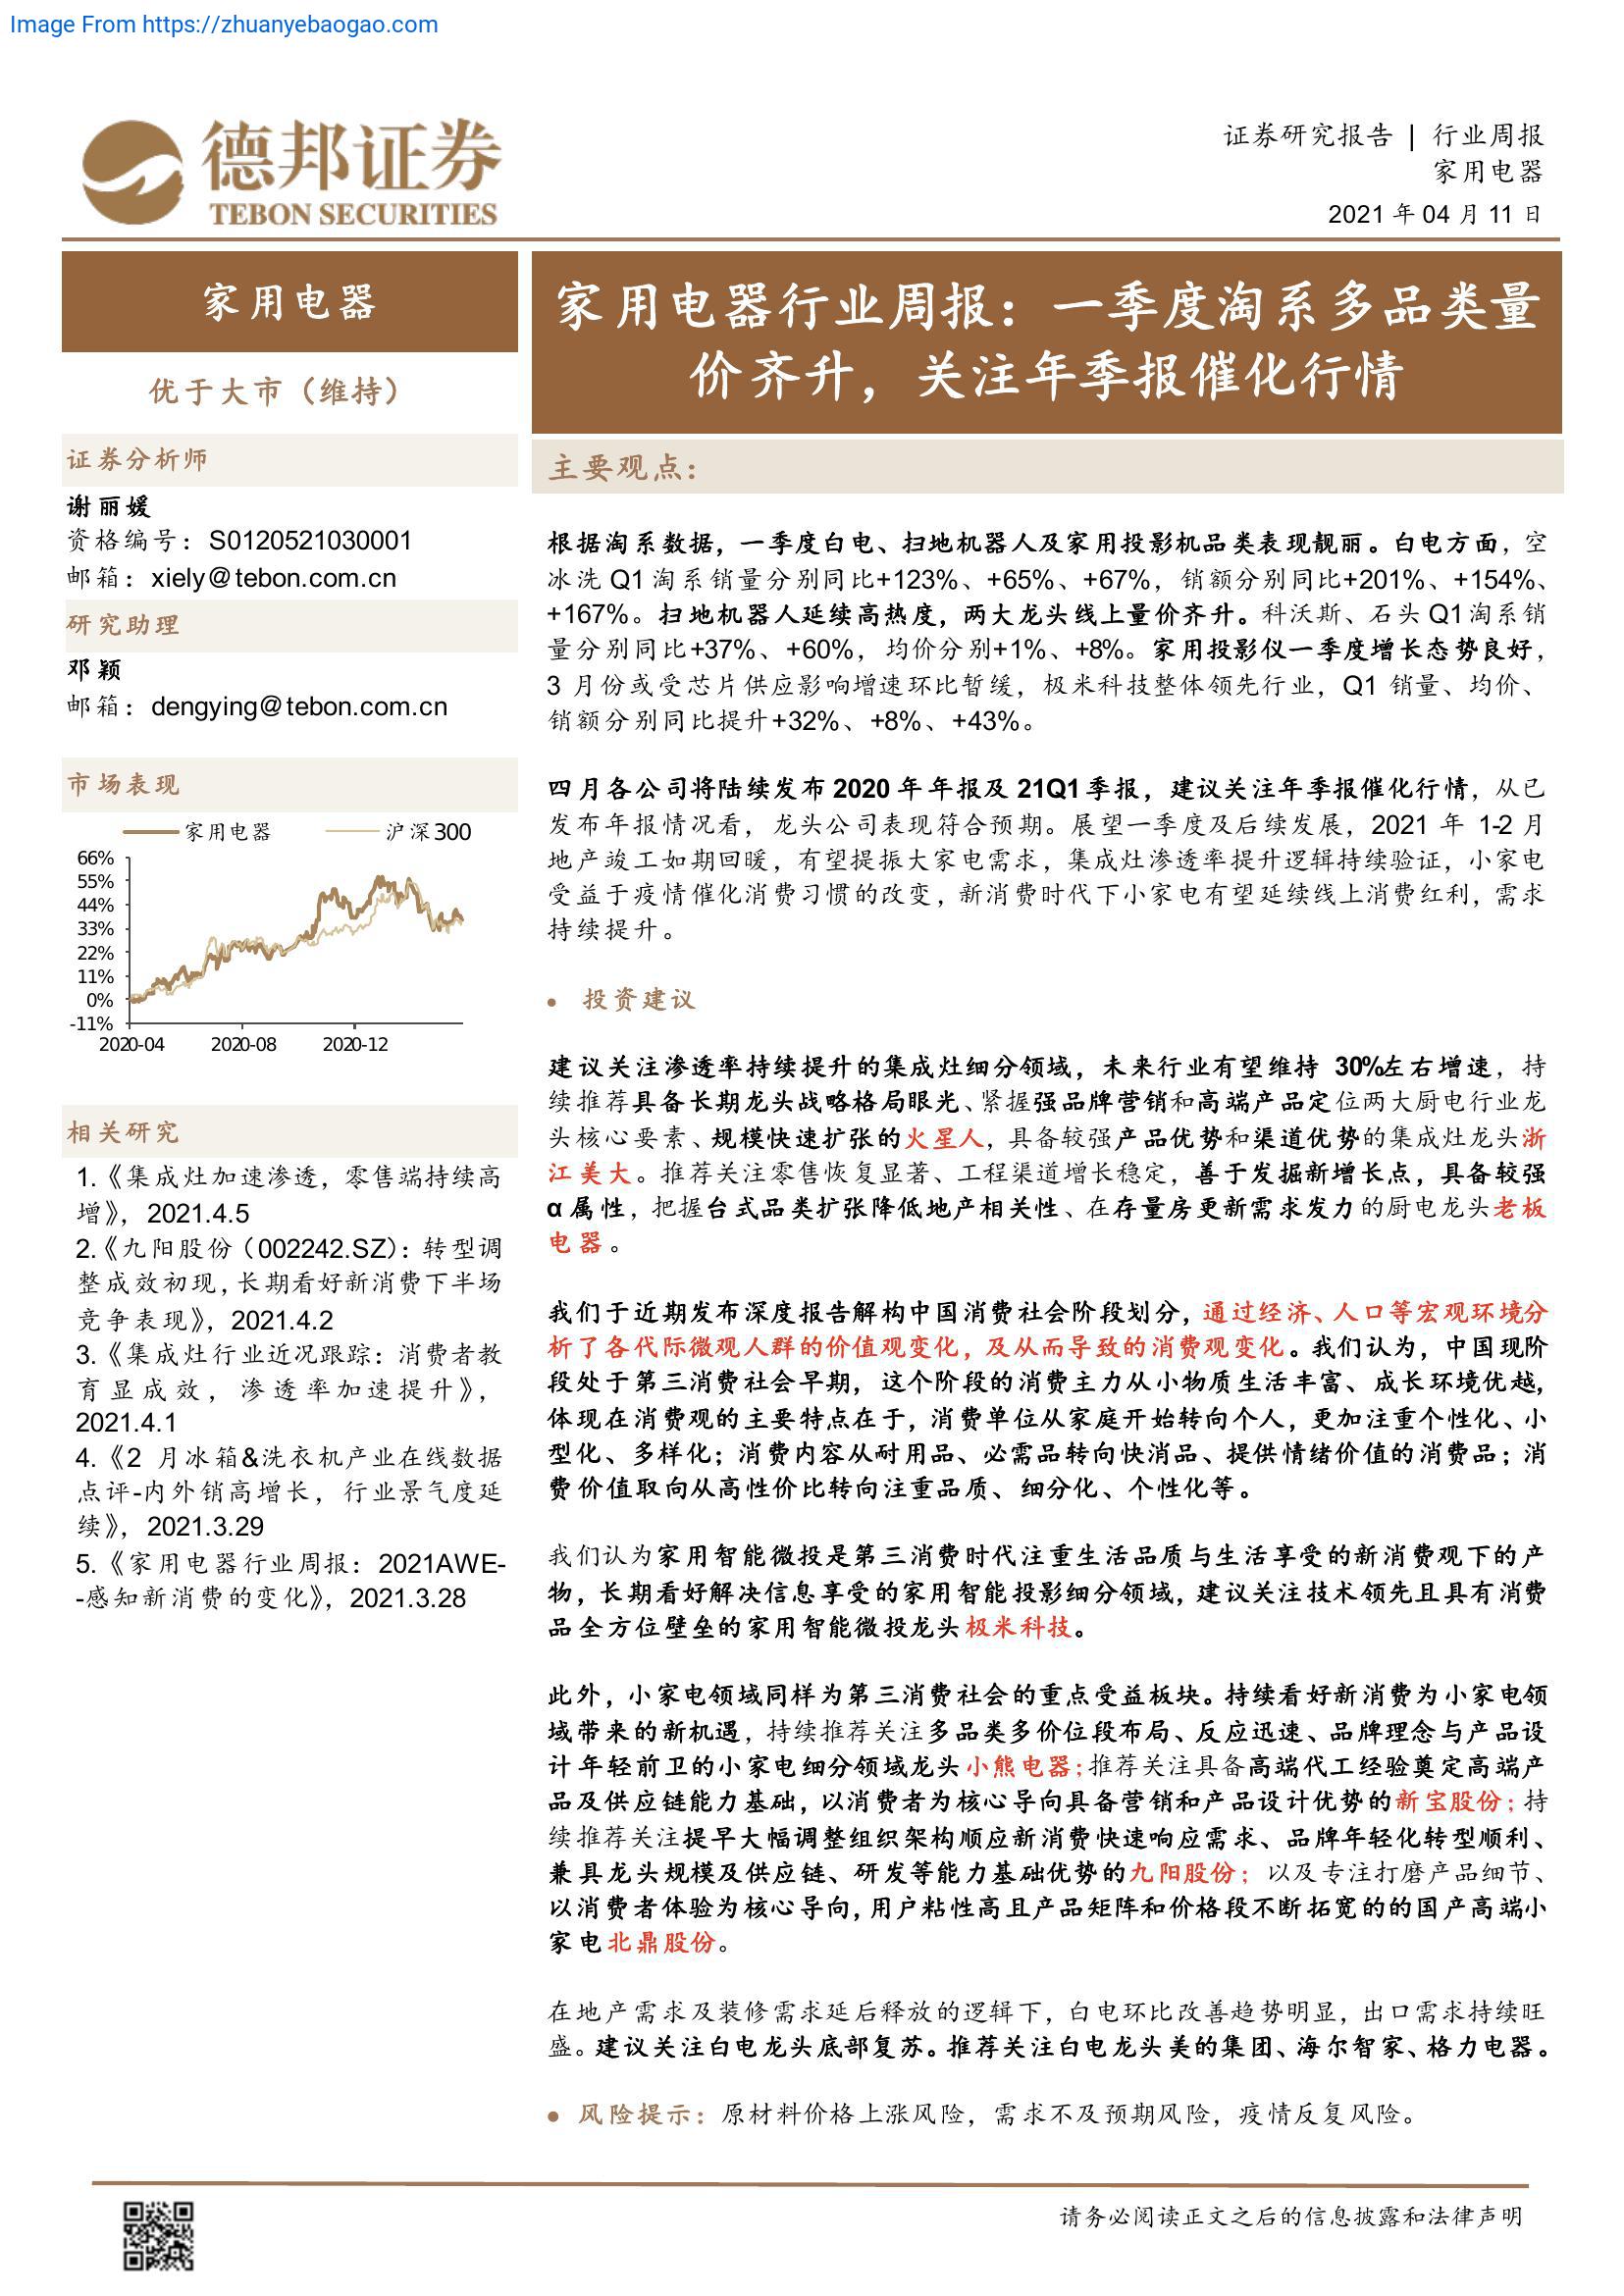 Image From https://zhuanyebaogao.com
德邦证券
TEBON SECURITIES
证券研究报告 | 行业周报
家用电器
2021 年 04 月 11 日
家用电器
优于大市（维持）
证券分析师
谢丽媛
资格编号：S0120521030001
邮箱：xiely@tebon.com.cn
研究助理
邓颖
邮箱：dengying@tebon.com.cn
市场表现
家用电器 沪深300
66%
55%
44%
33%
22%
11%
0%
-11%
2020-04 2020-08 2020-12
相关研究
1.《集成灶加速渗透，零售端持续高
增》，2021.4.5
2.《九阳股份（002242.SZ）：转型调
整成效初现，长期看好新消费下半场
竞争表现》，2021.4.2
3.《集成灶行业近况跟踪：消费者教
育显成效，渗透率加速提升》，
2021.4.1
4.《2 月冰箱&洗衣机产业在线数据
点评-内外销高增长，行业景气度延
续》，2021.3.29
5.《家用电器行业周报：2021AWE-
-感知新消费的变化》，2021.3.28
家用电器行业周报：一季度淘系多品类量
价齐升，关注年季报催化行情
主要观点：
根据淘系数据，一季度白电、扫地机器人及家用投影机品类表现靓丽。白电方面，空
冰洗 Q1 淘系销量分别同比+123%、+65%、+67%，销额分别同比+201%、+154%、
+167%。扫地机器人延续高热度，两大龙头线上量价齐升。科沃斯、石头 Q1 淘系销
量分别同比+37%、+60%，均价分别+1%、+8%。家用投影仪一季度增长态势良好，
3 月份或受芯片供应影响增速环比暂缓，极米科技整体领先行业，Q1 销量、均价、
销额分别同比提升+32%、+8%、+43%。
四月各公司将陆续发布 2020 年年报及 21Q1 季报，建议关注年季报催化行情，从已
发布年报情况看，龙头公司表现符合预期。展望一季度及后续发展，2021 年 1-2 月
地产竣工如期回暖，有望提振大家电需求，集成灶渗透率提升逻辑持续验证，小家电
受益于疫情催化消费习惯的改变，新消费时代下小家电有望延续线上消费红利，需求
持续提升。
● 投资建议
建议关注渗透率持续提升的集成灶细分领域，未来行业有望维持 30%左右增速，持
续推荐具备长期龙头战略格局眼光、紧握强品牌营销和高端产品定位两大厨电行业龙
头核心要素、规模快速扩张的火星人，具备较强产品优势和渠道优势的集成灶龙头浙
江美大。推荐关注零售恢复显著、工程渠道增长稳定，善于发掘新增长点，具备较强
α属性，把握台式品类扩张降低地产相关性、在存量房更新需求发力的厨电龙头老板
电器。
我们于近期发布深度报告解构中国消费社会阶段划分，通过经济、人口等宏观环境分
析了各代际微观人群的价值观变化，及从而导致的消费观变化。我们认为，中国现阶
段处于第三消费社会早期，这个阶段的消费主力从小物质生活丰富、成长环境优越，
体现在消费观的主要特点在于，消费单位从家庭开始转向个人，更加注重个性化、小
型化、多样化；消费内容从耐用品、必需品转向快消品、提供情绪价值的消费品；消
费价值取向从高性价比转向注重品质、细分化、个性化等。
我们认为家用智能微投是第三消费时代注重生活品质与生活享受的新消费观下的产
物，长期看好解决信息享受的家用智能投影细分领域，建议关注技术领先且具有消费
品全方位壁垒的家用智能微投龙头极米科技。
此外，小家电领域同样为第三消费社会的重点受益板块。持续看好新消费为小家电领
域带来的新机遇，持续推荐关注多品类多价位段布局、反应迅速、品牌理念与产品设
计年轻前卫的小家电细分领域龙头小熊电器；推荐关注具备高端代工经验奠定高端产
品及供应链能力基础，以消费者为核心导向具备营销和产品设计优势的新宝股份；持
续推荐关注提早大幅调整组织架构顺应新消费快速响应需求、品牌年轻化转型顺利、
兼具龙头规模及供应链、研发等能力基础优势的九阳股份；以及专注打磨产品细节、
以消费者体验为核心导向，用户粘性高且产品矩阵和价格段不断拓宽的的国产高端小
家电北鼎股份。
在地产需求及装修需求延后释放的逻辑下，白电环比改善趋势明显，出口需求持续旺
盛。建议关注白电龙头底部复苏。推荐关注白电龙头美的集团、海尔智家、格力电器。
● 风险提示：原材料价格上涨风险，需求不及预期风险，疫情反复风险。
请务必阅读正文之后的信息披露和法律声明